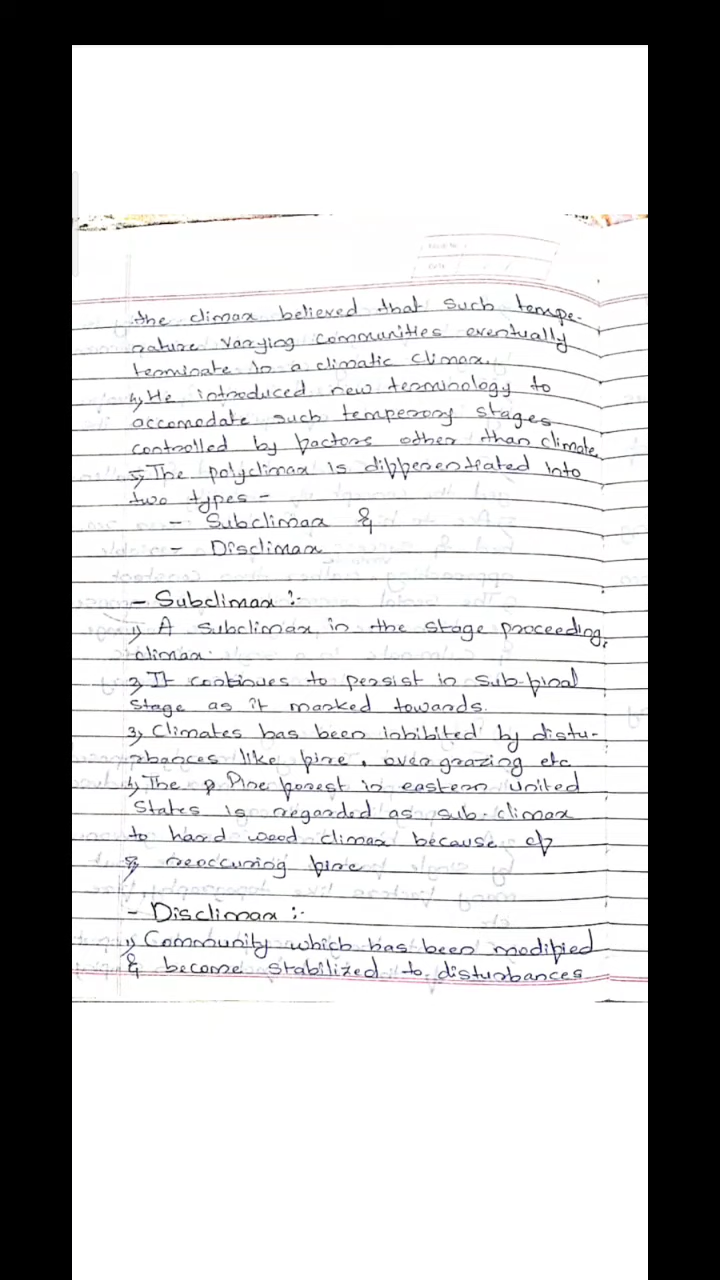 the climax believed that such tempe-
rature varying communities eventually
terminate in a climatic climax.
4) He introduced new terminology to
accomodate such temperory stages
controlled by factors other than climate.
5) The polyclimax is differentiated into
two types -
- Subclimax &
- Disclimax
- Subclimax :-
1) A subclimax in the stage proceeding,
climax.
2) It continues to persist in sub-final
stage as it marked towards.
3) Climates has been inhibited by distu-
rbances like fire, over grazing etc
4) The Pine forest in eastern united
states is regarded as sub-climax
to hard wood climax because of
reoccuring fire
- Disclimax :-
1) Community which has been modified
& become stabilized to disturbances